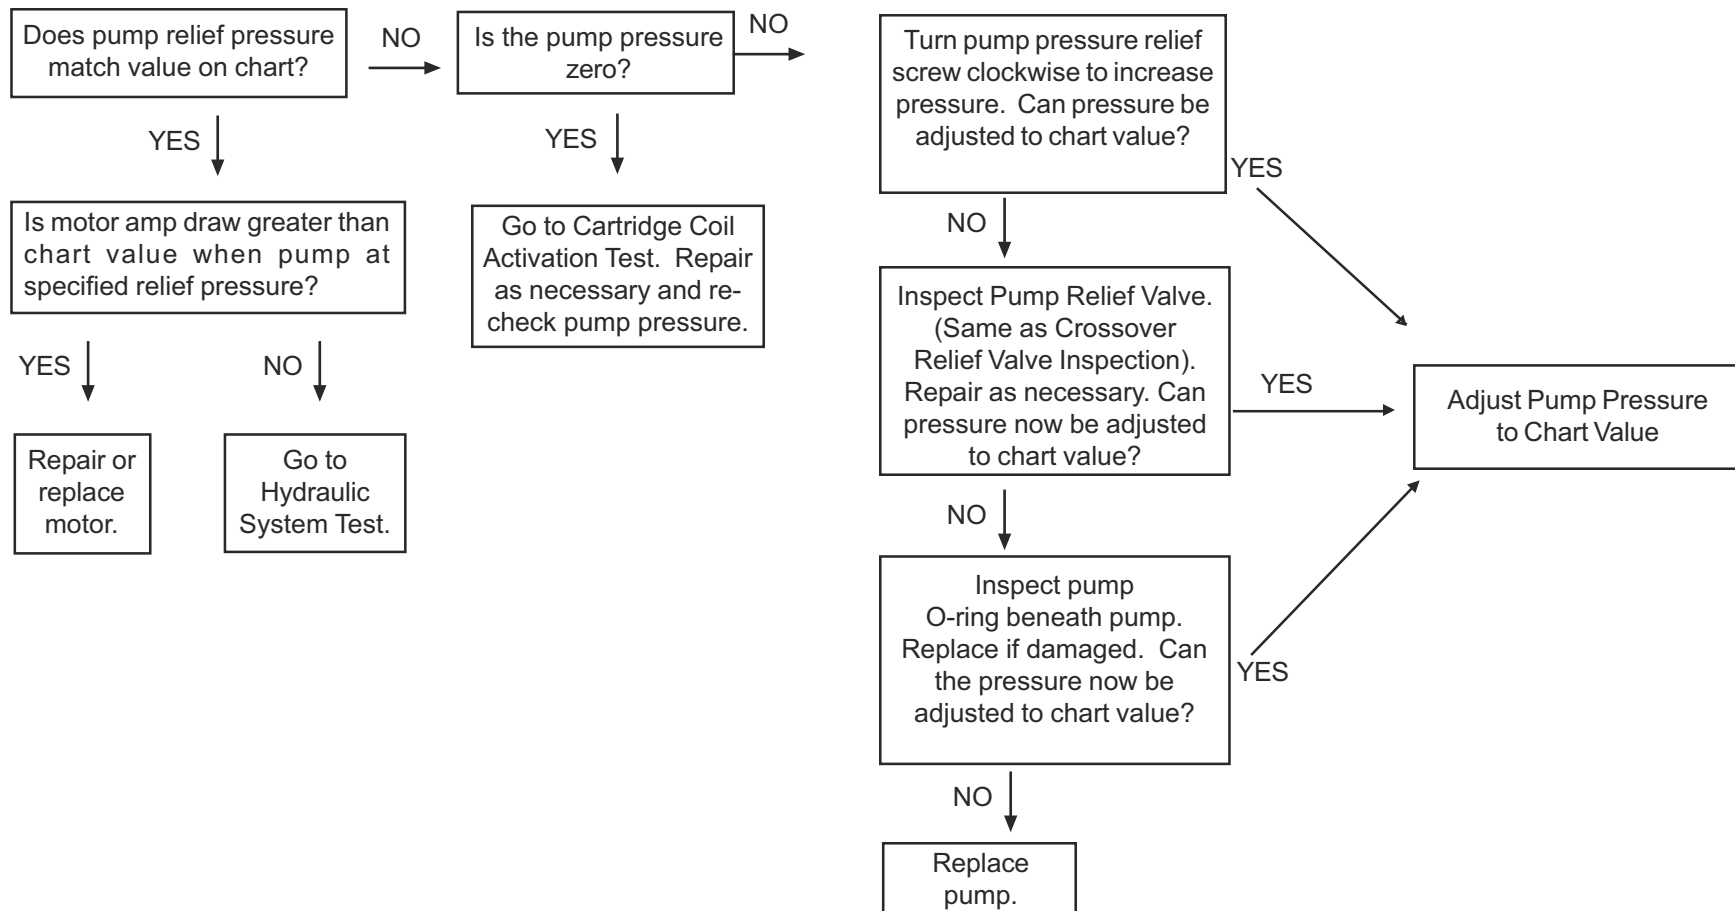 Does pump relief pressure
match value on chart?
NO
Is the pump pressure
zero?
NO
YES
YES
Is motor amp draw greater than
chart value when pump at
specified relief pressure?
Go to Cartridge Coil
Activation Test. Repair
as necessary and re-
check pump pressure.
YES
NO
Repair or
replace
motor.
Go to
Hydraulic
System Test.
Turn pump pressure relief
screw clockwise to increase
pressure. Can pressure be
adjusted to chart value?
YES
NO
Inspect Pump Relief Valve.
(Same as Crossover
Relief Valve Inspection).
Repair as necessary. Can
pressure now be adjusted
to chart value?
YES
Adjust Pump Pressure
to Chart Value
NO
Inspect pump
O-ring beneath pump.
Replace if damaged. Can
the pressure now be
adjusted to chart value?
YES
NO
Replace
pump.